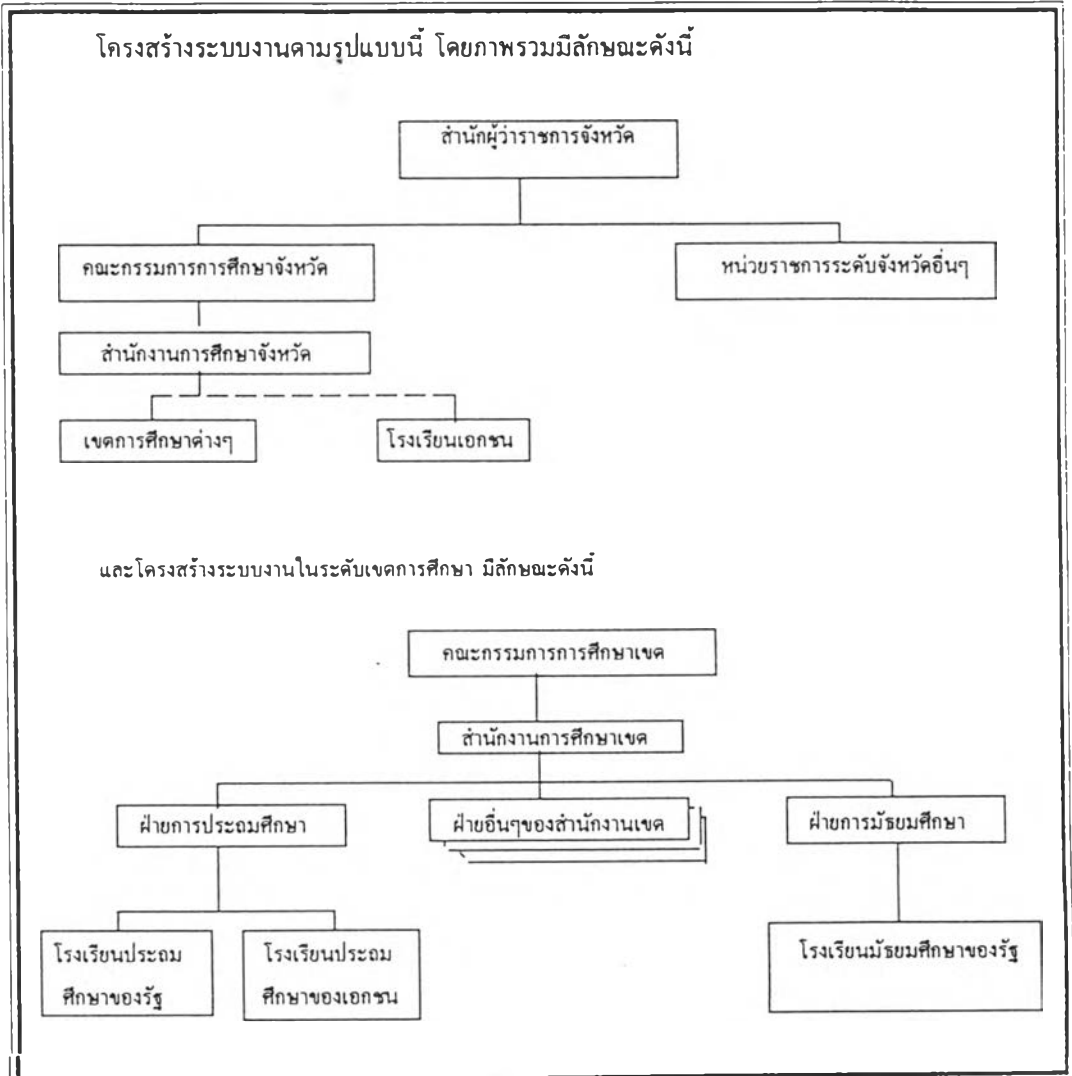 โครงสร้างระบบงานตามรูปแบบนี้ โดยภาพรวมมีลักษณะดังนี้
สำนักผู้ว่าราชการจังหวัด
คณะกรรมการการศึกษาจังหวัด
หน่วยราชการระดับจังหวัดอื่นๆ
สำนักงานการศึกษาจังหวัด
เขตการศึกษาต่างๆ
โรงเรียนเอกชน
และโครงสร้างระบบงานในระดับเขตการศึกษา มีลักษณะดังนี้
คณะกรรมการการศึกษาเขต
สำนักงานการศึกษาเขต
ฝ่ายการประถมศึกษา
ฝ่ายอื่นๆของสำนักงานเขต
ฝ่ายการมัธยมศึกษา
โรงเรียนประถม
ศึกษาของรัฐ
โรงเรียนประถม
ศึกษาของเอกชน
โรงเรียนมัธยมศึกษาของรัฐ